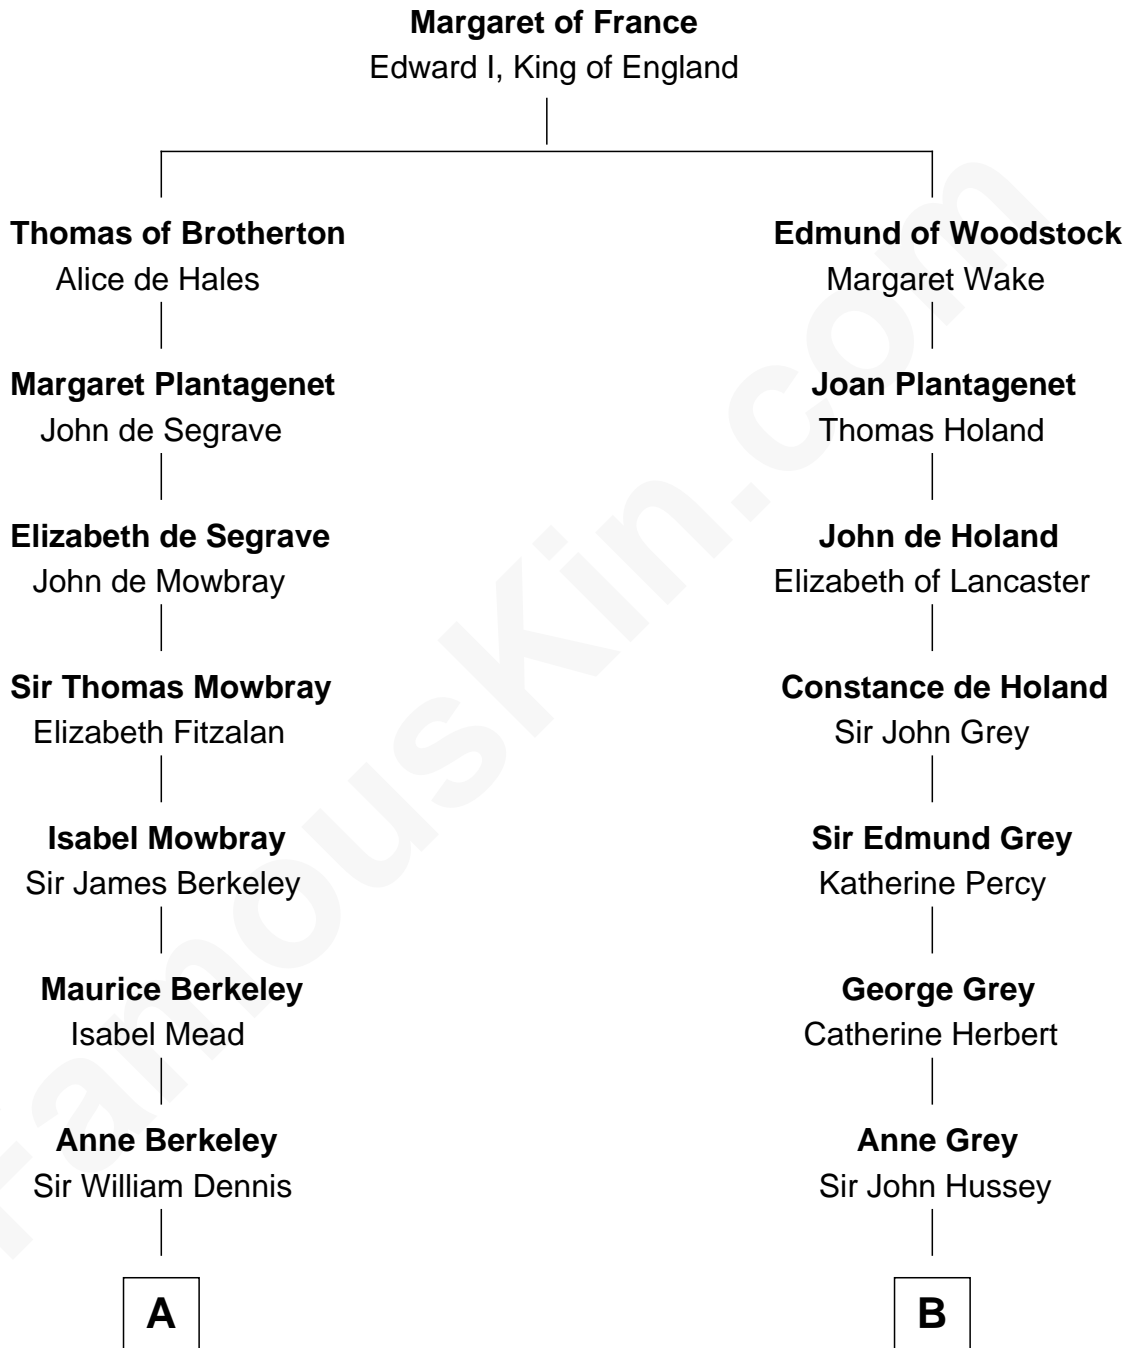 Margaret of France
Edward I, King of England
Thomas of Brotherton
Alice de Hales
Edmund of Woodstock
Margaret Wake
Margaret Plantagenet
John de Segrave
Joan Plantagenet
Thomas Holand
Elizabeth de Segrave
John de Mowbray
John de Holand
Elizabeth of Lancaster
Sir Thomas Mowbray
Elizabeth Fitzalan
Constance de Holand
Sir John Grey
Isabel Mowbray
Sir James Berkeley
Sir Edmund Grey
Katherine Percy
Maurice Berkeley
Isabel Mead
George Grey
Catherine Herbert
Anne Berkeley
Sir William Dennis
Anne Grey
Sir John Hussey
A
B
FamousKin.com